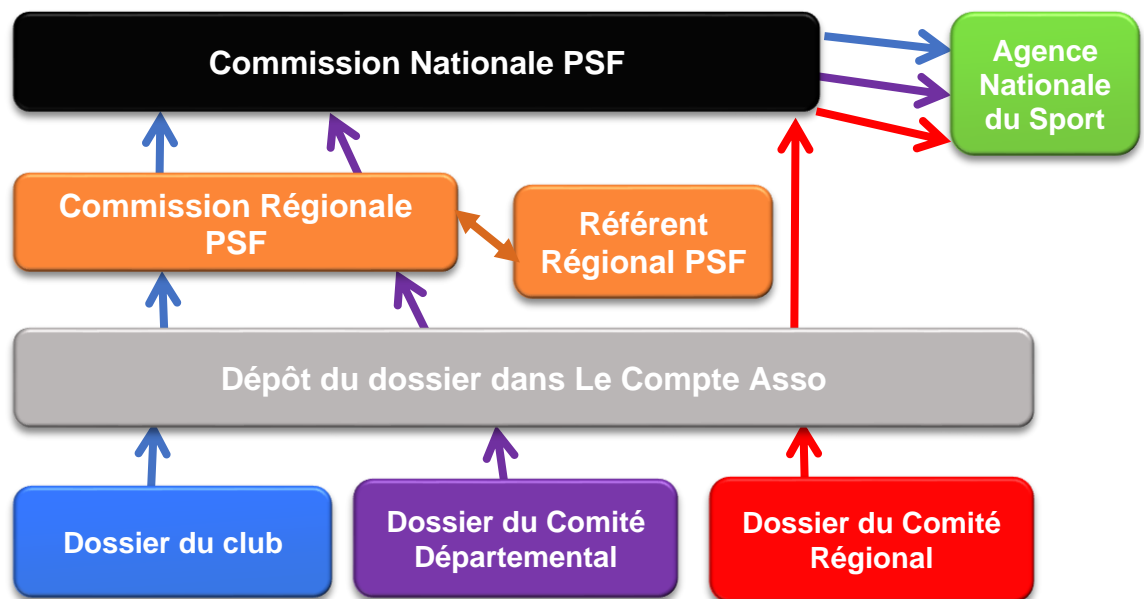 Commission Nationale PSF
Agence
Nationale
du Sport
Commission Régionale
PSF
Référent
Régional PSF
Dépôt du dossier dans Le Compte Asso
Dossier du club
Dossier du Comité
Départemental
Dossier du Comité
Régional